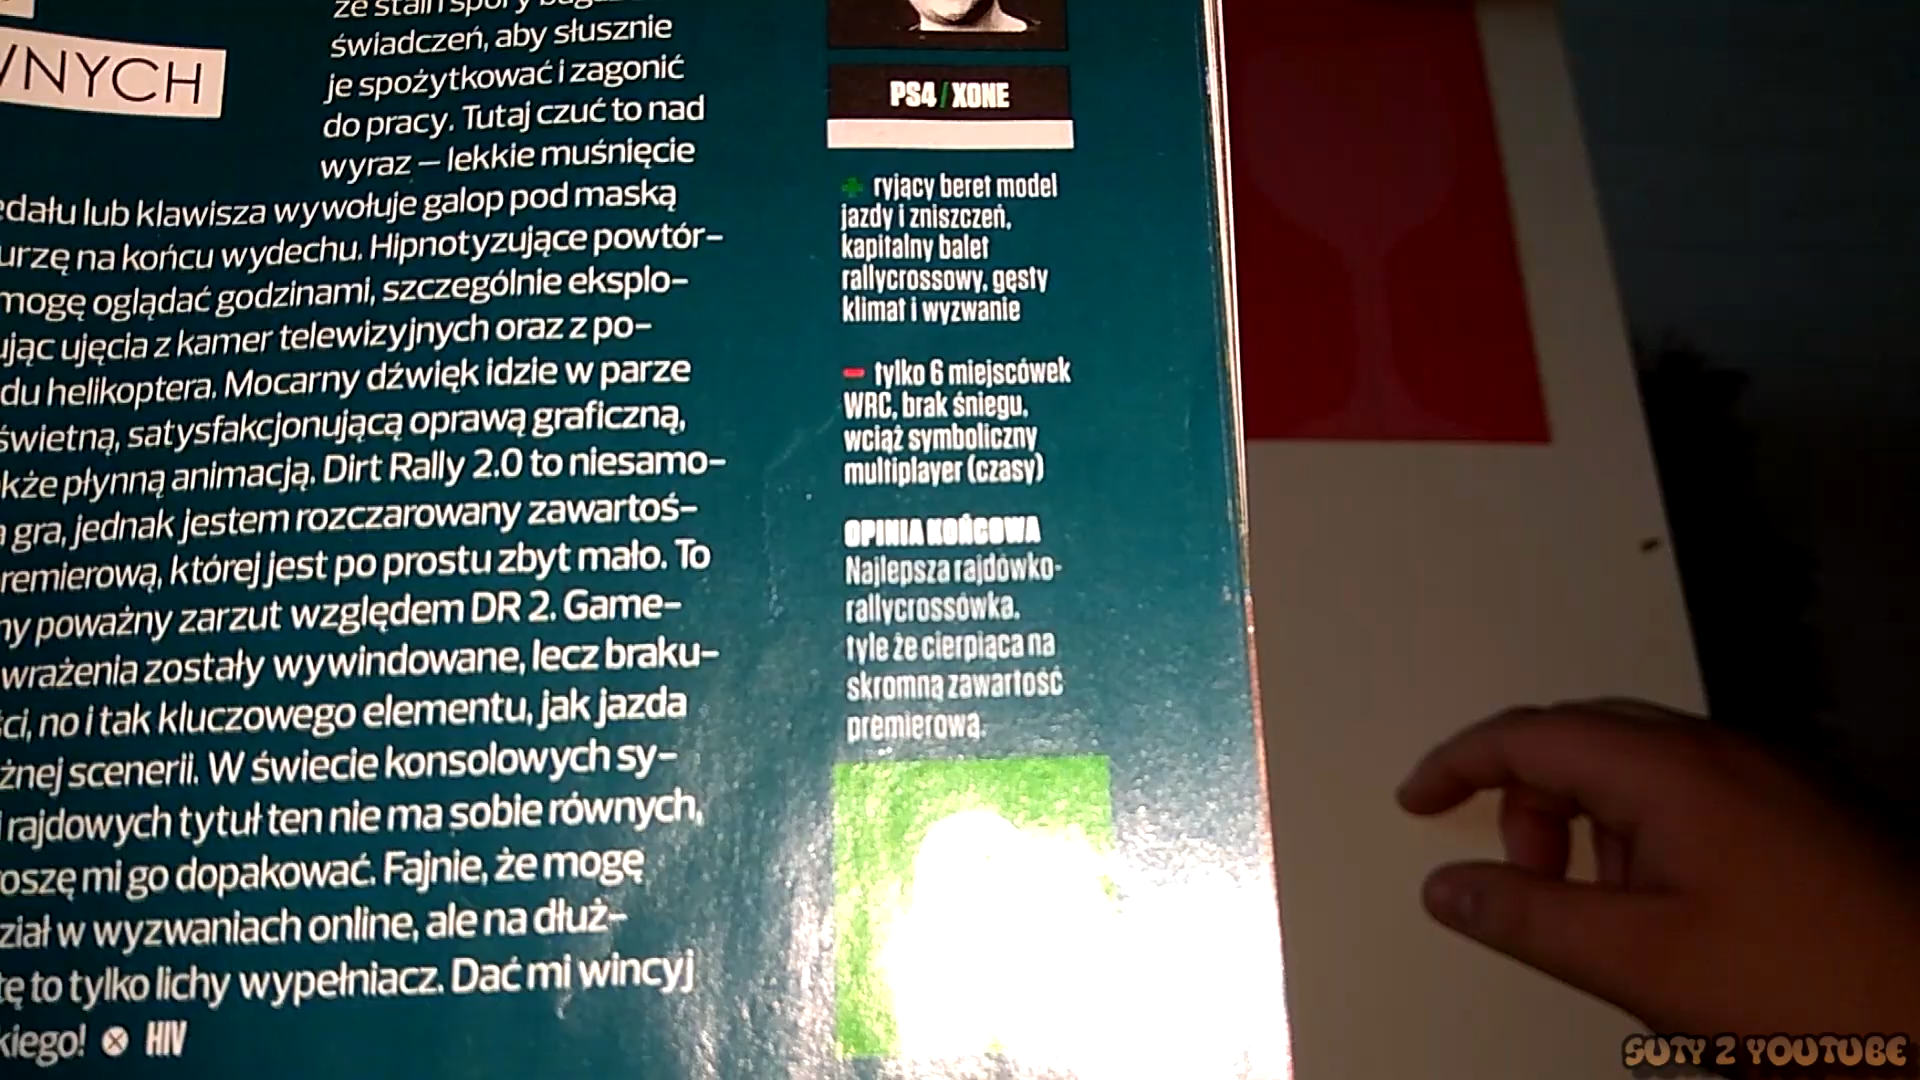 WNYCH
że stajn spory
świadczeń, aby słusznie
je spożytkować i zagonić
do pracy. Tutaj czuć to nad
wyraz – lekkie muśnięcie
edału lub klawisza wywołuje galop pod maską
urzę na końcu wydechu. Hipnotyzujące powtór–
mogę oglądać godzinami, szczególnie eksplo–
ując ujęcia z kamer telewizyjnych oraz z po–
du helikoptera. Mocarny dźwięk idzie w parze
świetną, satysfakcjonującą oprawą graficzną,
kże płynną animacją. Dirt Rally 2.0 to niesamo–
a gra, jednak jestem rozczarowany zawartoś–
remierową, której jest po prostu zbyt mało. To
ny poważny zarzut względem DR 2. Game–
wrażenia zostały wywindowane, lecz braku–
ci, no i tak kluczowego elementu, jak jazda
żnej scenerii. W świecie konsolowych sy–
i rajdowych tytuł ten nie ma sobie równych,
oszę mi go dopakować. Fajnie, że mogę
ział w wyzwaniach online, ale na dłuż–
tę to tylko lichy wypełniacz. Dać mi wincyj
kiego! HIV
PS4/XONE
+ ryjący beret model
jazdy i zniszczeń,
kapitalny balet
rallycrossowy, gęsty
klimat i wyzwanie
– tylko 6 miejscówek
WRC, brak śniegu,
wciąż symboliczny
multiplayer (czasy)
OPINIA KOŃCOWA
Najlepsza rajdówko-
rallycrossówka,
tyle że cierpiąca na
skromną zawartość
premierową.
SUTY 2 YOUTUBE